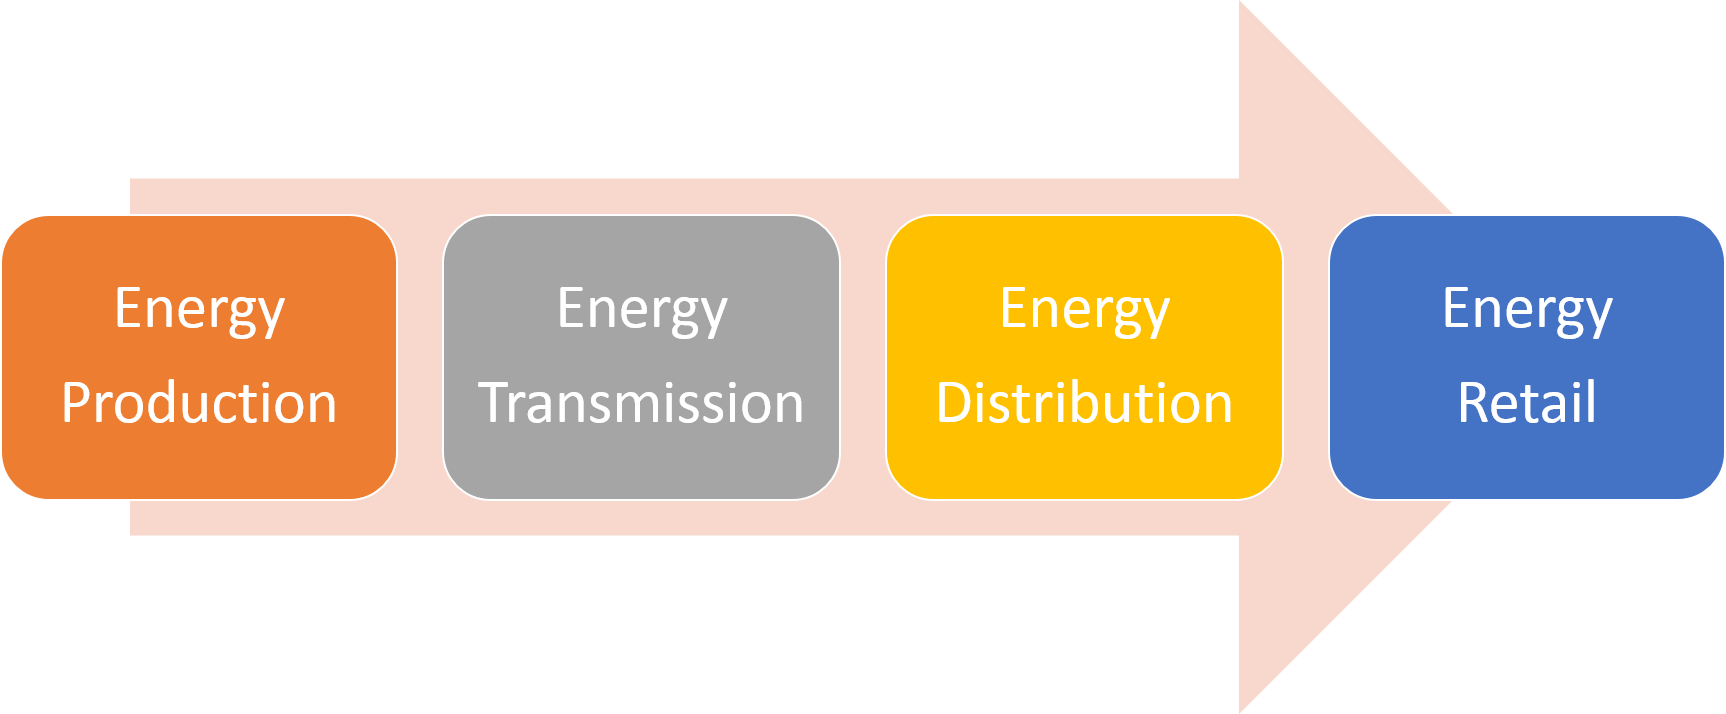 Energy
Production
Energy
Transmission
Energy
Distribution
Energy
Retail